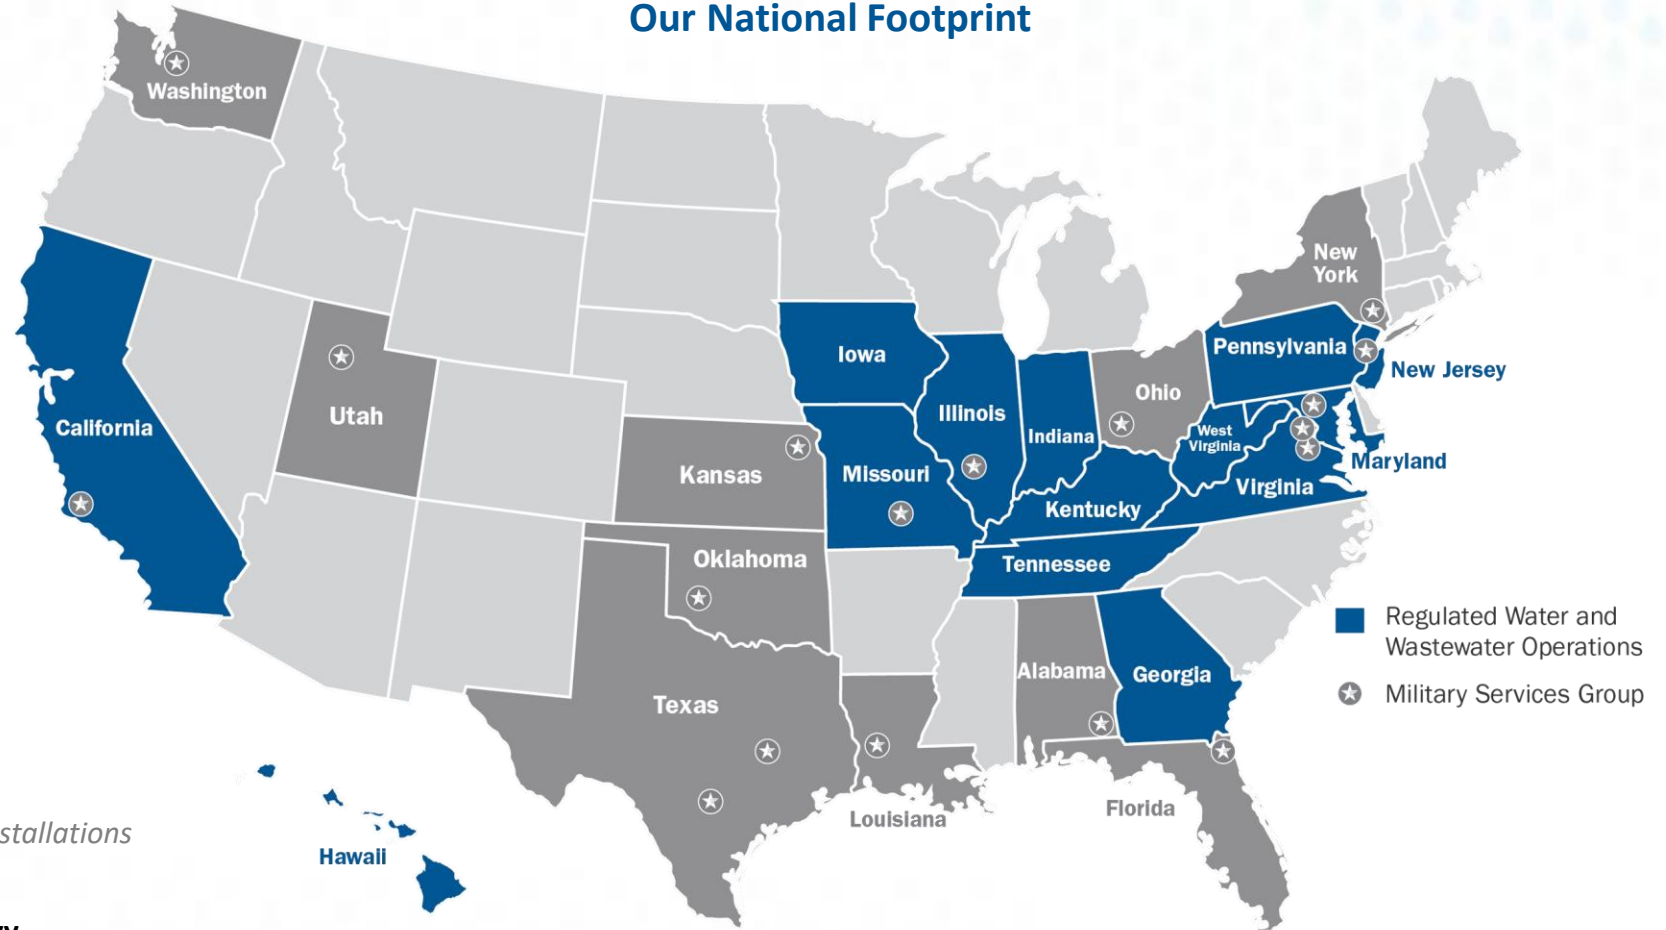 Our National Footprint
Washington
New
York
Iowa
Pennsylvania
New Jersey
Ohio
Utah
California
Illinois
Indiana
West
Virginia
Maryland
Kansas
Missouri
Virginia
Kentucky
Oklahoma
Tennessee
Regulated Water and
Wastewater Operations
Alabama
Georgia
Military Services Group
Texas
Louisiana
Florida
stallations
Hawaii